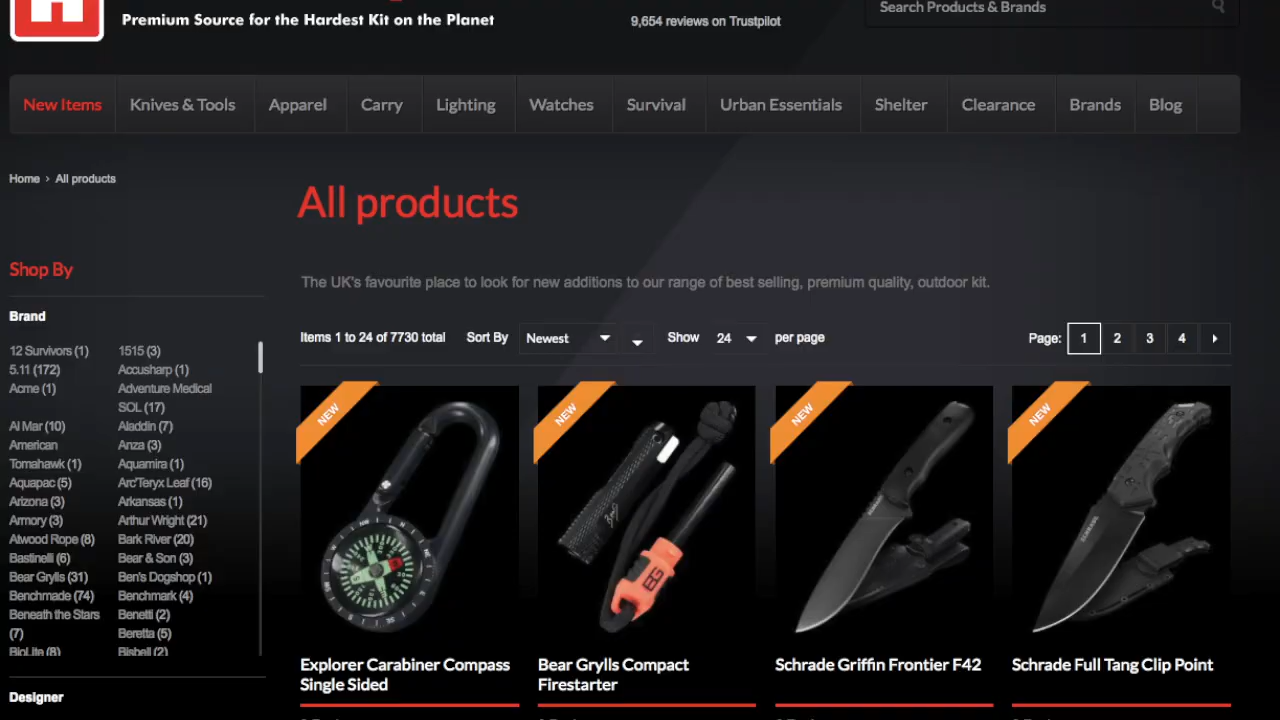 Premium Source for the Hardest Kit on the Planet
9,654 reviews on Trustpilot
Search Products & Brands
New Items Knives & Tools Apparel Carry Lighting Watches Survival Urban Essentials Shelter Clearance Brands Blog
Home › All products
All products
Shop By
The UK's favourite place to look for new additions to our range of best selling, premium quality, outdoor kit.
Brand
Items 1 to 24 of 7730 total Sort By Newest Show 24 per page Page: 1 2 3 4
12 Survivors (1) 1515 (3)
5.11 (172) Accusharp (1)
Acme (1) Adventure Medical
SOL (17)
Al Mar (10) Aladdin (7)
American Anza (3)
Tomahawk (1) Aquamira (1)
Aquapac (5) Arc'Teryx Leaf (16)
Arizona (3) Arkansas (1)
Armory (3) Arthur Wright (21)
Atwood Rope (8) Bark River (20)
Bastinelli (6) Bear & Son (3)
Bear Grylls (31) Ben's Dogshop (1)
Benchmade (74) Benchmark (4)
Beneath the Stars Benetti (2)
(7) Beretta (5)
BioLite (8) Bisbell (2)
Designer
NEW NEW NEW NEW
BG
Explorer Carabiner Compass
Single Sided
Bear Grylls Compact
Firestarter
Schrade Griffin Frontier F42
Schrade Full Tang Clip Point